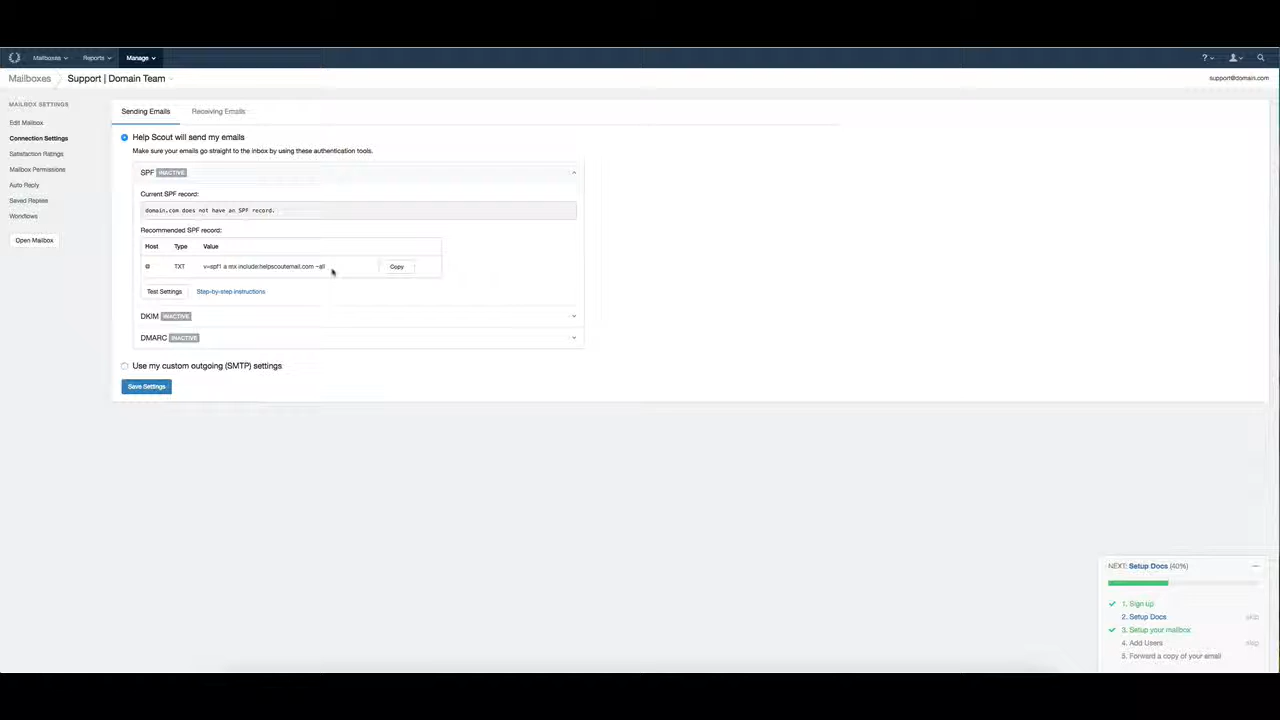 Mailboxes Reports Manage ?
Mailboxes Support | Domain Team support@domain.com
MAILBOX SETTINGS
Edit Mailbox
Connection Settings
Satisfaction Ratings
Mailbox Permissions
Auto Reply
Saved Replies
Workflows
Open Mailbox
Sending Emails Receiving Emails
Help Scout will send my emails
Make sure your emails go straight to the inbox by using these authentication tools.
SPF INACTIVE
Current SPF record:
domain.com does not have an SPF record.
Recommended SPF record:
Host Type Value
@ TXT v=spf1 a mx include:helpscoutemail.com ~all Copy
Test Settings Step-by-step instructions
DKIM INACTIVE
DMARC INACTIVE
Use my custom outgoing (SMTP) settings
Save Settings
NEXT: Setup Docs (40%)
1. Sign up
2. Setup Docs skip
3. Setup your mailbox
4. Add Users skip
5. Forward a copy of your email